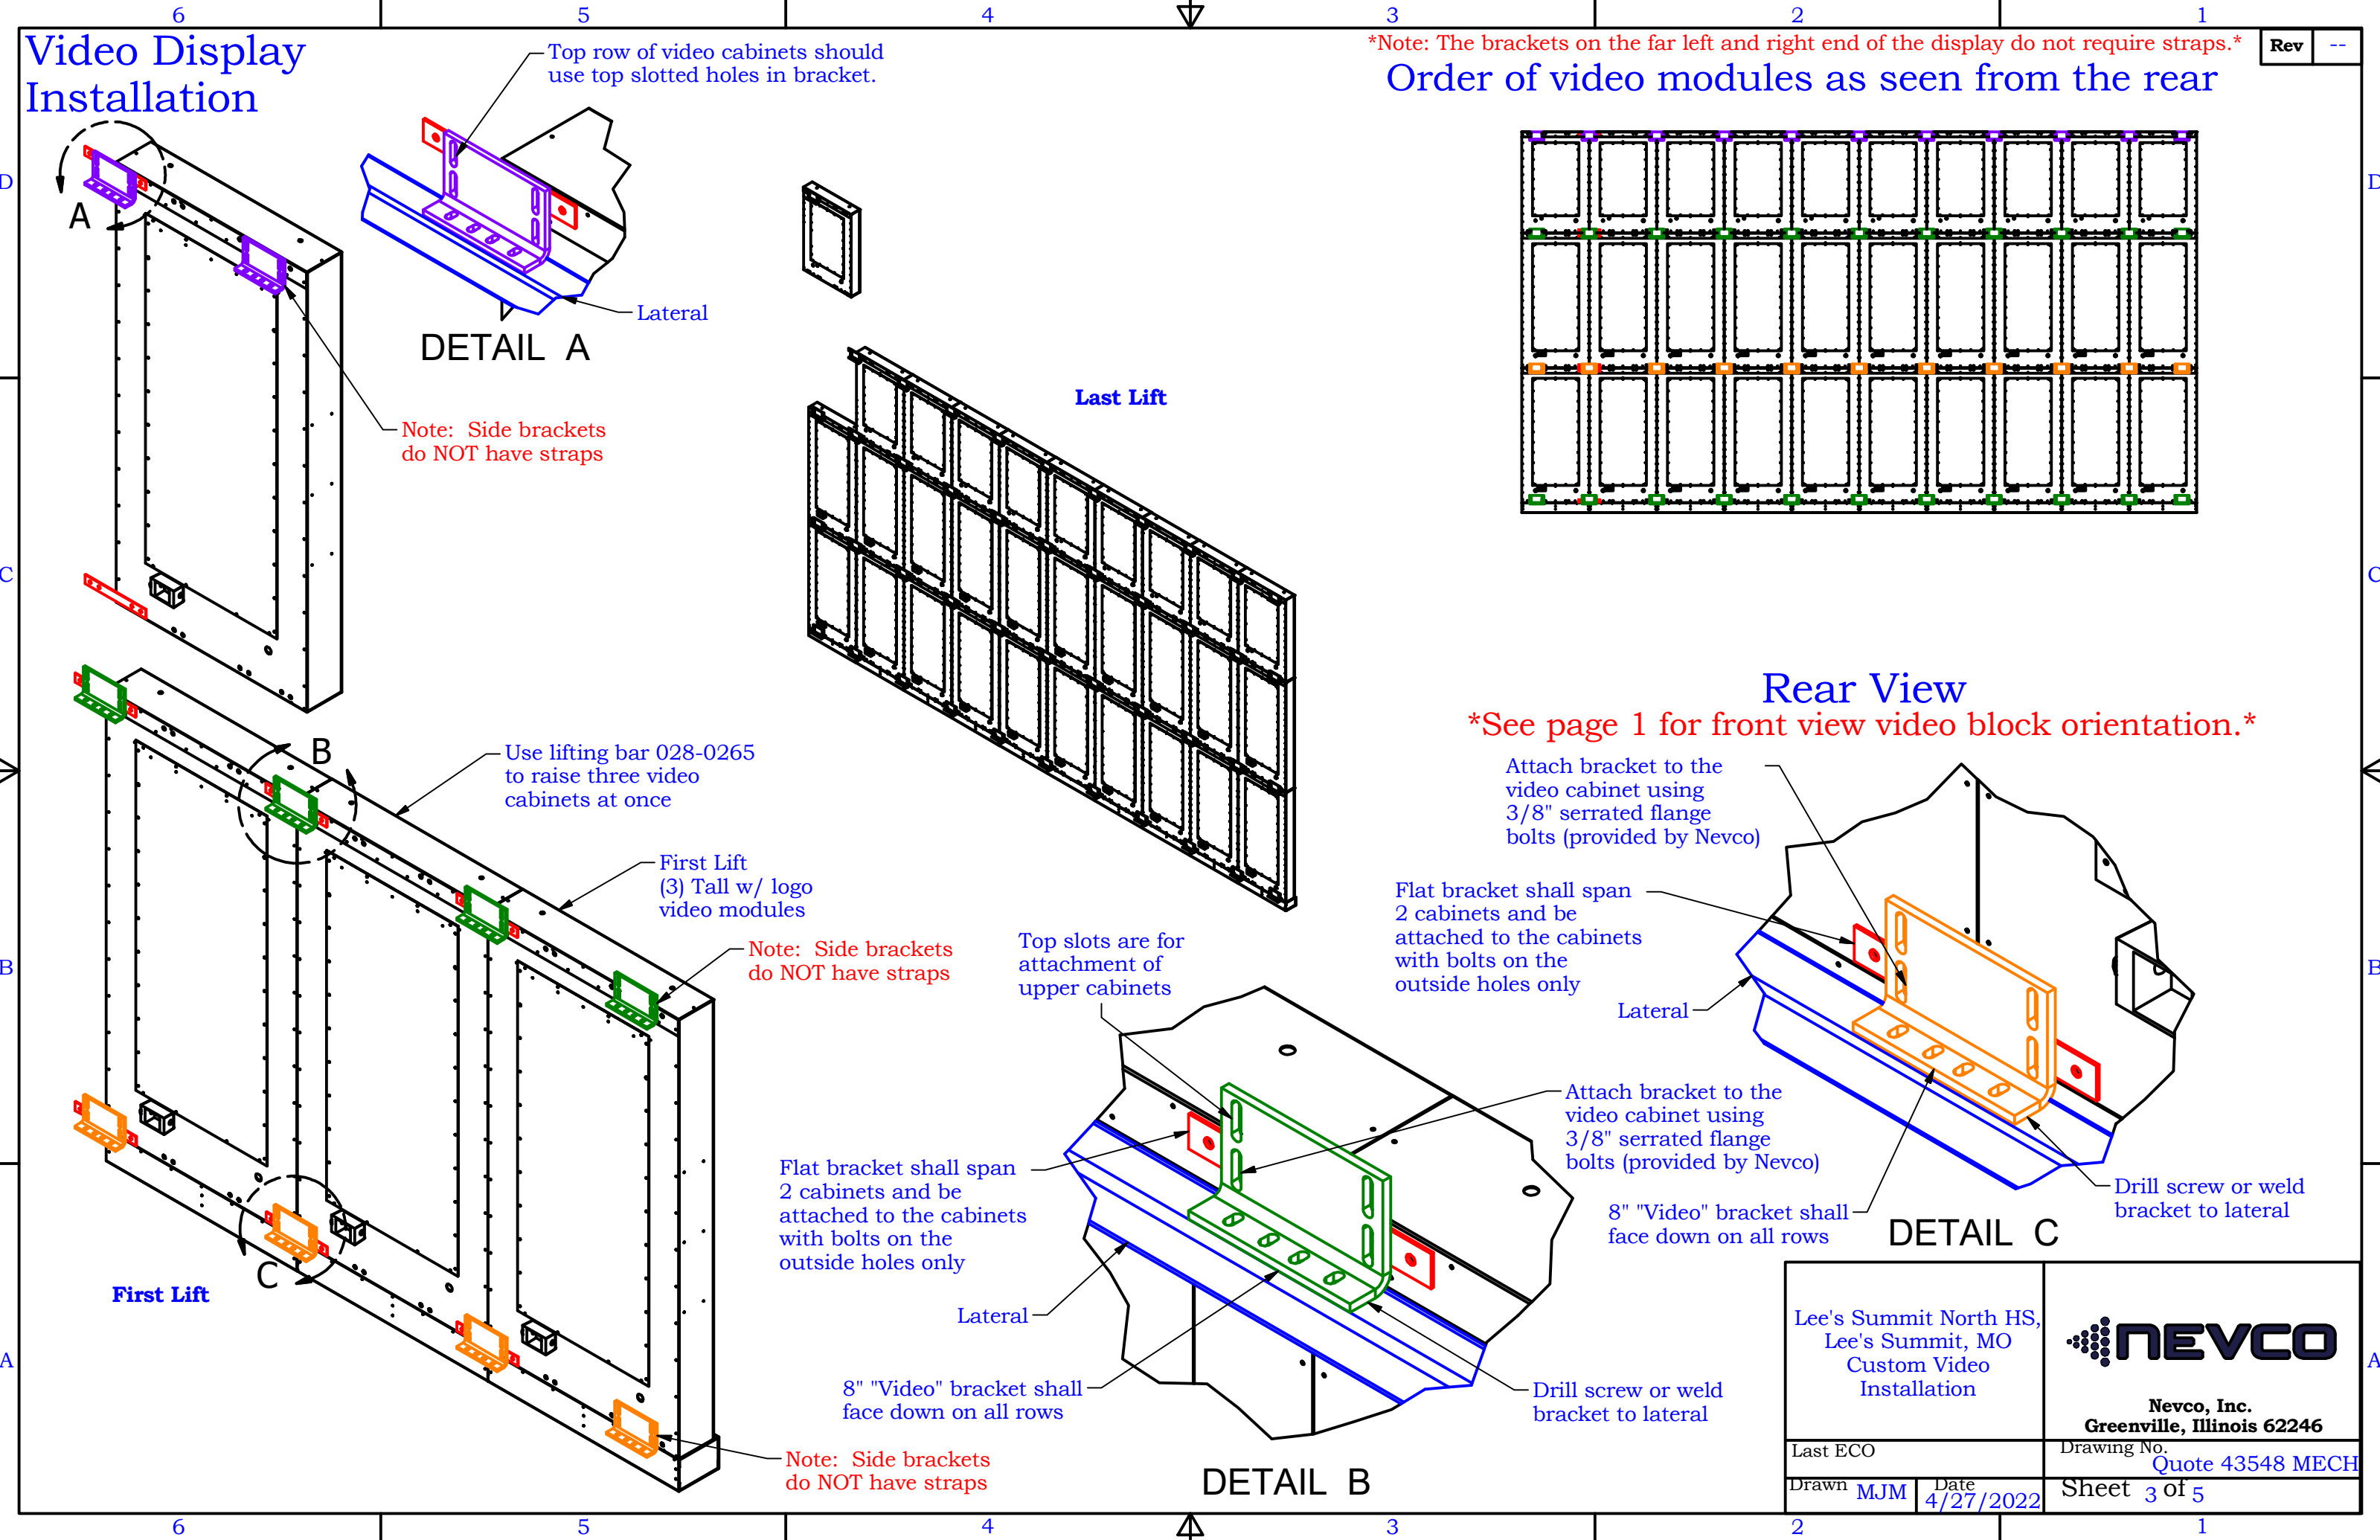 6 5 4 3 2 1
Video Display
Installation
Top row of video cabinets should
use top slotted holes in bracket.
*Note: The brackets on the far left and right end of the display do not require straps.*
Rev --
Order of video modules as seen from the rear
D
D
A
Lateral
DETAIL A
Note: Side brackets
do NOT have straps
Last Lift
C
C
Rear View
*See page 1 for front view video block orientation.*
B
Use lifting bar 028-0265
to raise three video
cabinets at once
First Lift
(3) Tall w/ logo
video modules
Note: Side brackets
do NOT have straps
B
B
C
First Lift
Note: Side brackets
do NOT have straps
Top slots are for
attachment of
upper cabinets
Flat bracket shall span
2 cabinets and be
attached to the cabinets
with bolts on the
outside holes only
Lateral
8" "Video" bracket shall
face down on all rows
Attach bracket to the
video cabinet using
3/8" serrated flange
bolts (provided by Nevco)
Drill screw or weld
bracket to lateral
DETAIL B
Attach bracket to the
video cabinet using
3/8" serrated flange
bolts (provided by Nevco)
Flat bracket shall span
2 cabinets and be
attached to the cabinets
with bolts on the
outside holes only
Lateral
8" "Video" bracket shall
face down on all rows
Drill screw or weld
bracket to lateral
DETAIL C
A
A
Lee's Summit North HS,
Lee's Summit, MO
Custom Video
Installation
NEVCO
Nevco, Inc.
Greenville, Illinois 62246
Last ECO
Drawing No.
Quote 43548 MECH
Drawn MJM
Date
4/27/2022
Sheet 3 of 5
6 5 4 3 2 1